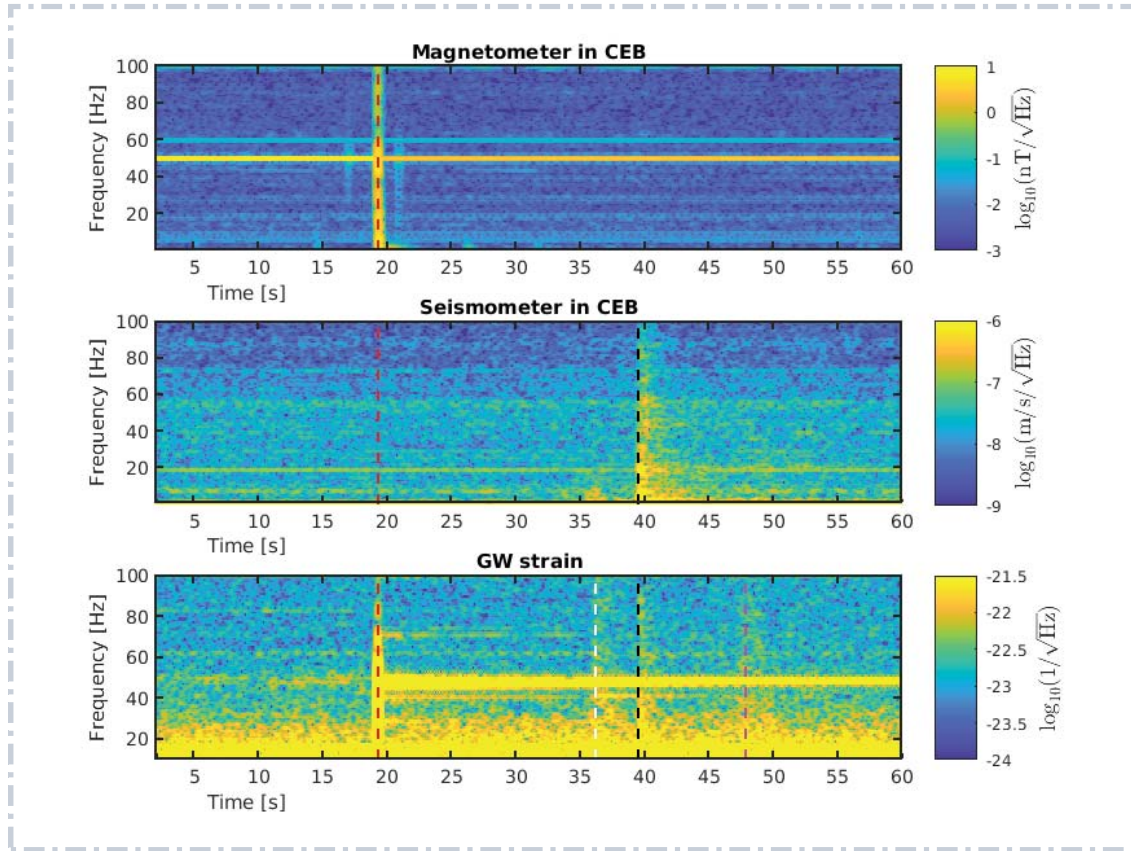 Magnetometer in CEB
100
80
60
40
20
Frequency [Hz]
5 10 15 20 25 30 35 40 45 50 55 60
Time [s]
1
0
-1
-2
-3
log₁₀(nT/√Hz)
Seismometer in CEB
100
80
60
40
20
Frequency [Hz]
5 10 15 20 25 30 35 40 45 50 55 60
Time [s]
-6
-7
-8
-9
log₁₀(m/s/√Hz)
GW strain
100
80
60
40
20
Frequency [Hz]
5 10 15 20 25 30 35 40 45 50 55 60
Time [s]
-21.5
-22
-22.5
-23
-23.5
-24
log₁₀(1/√Hz)